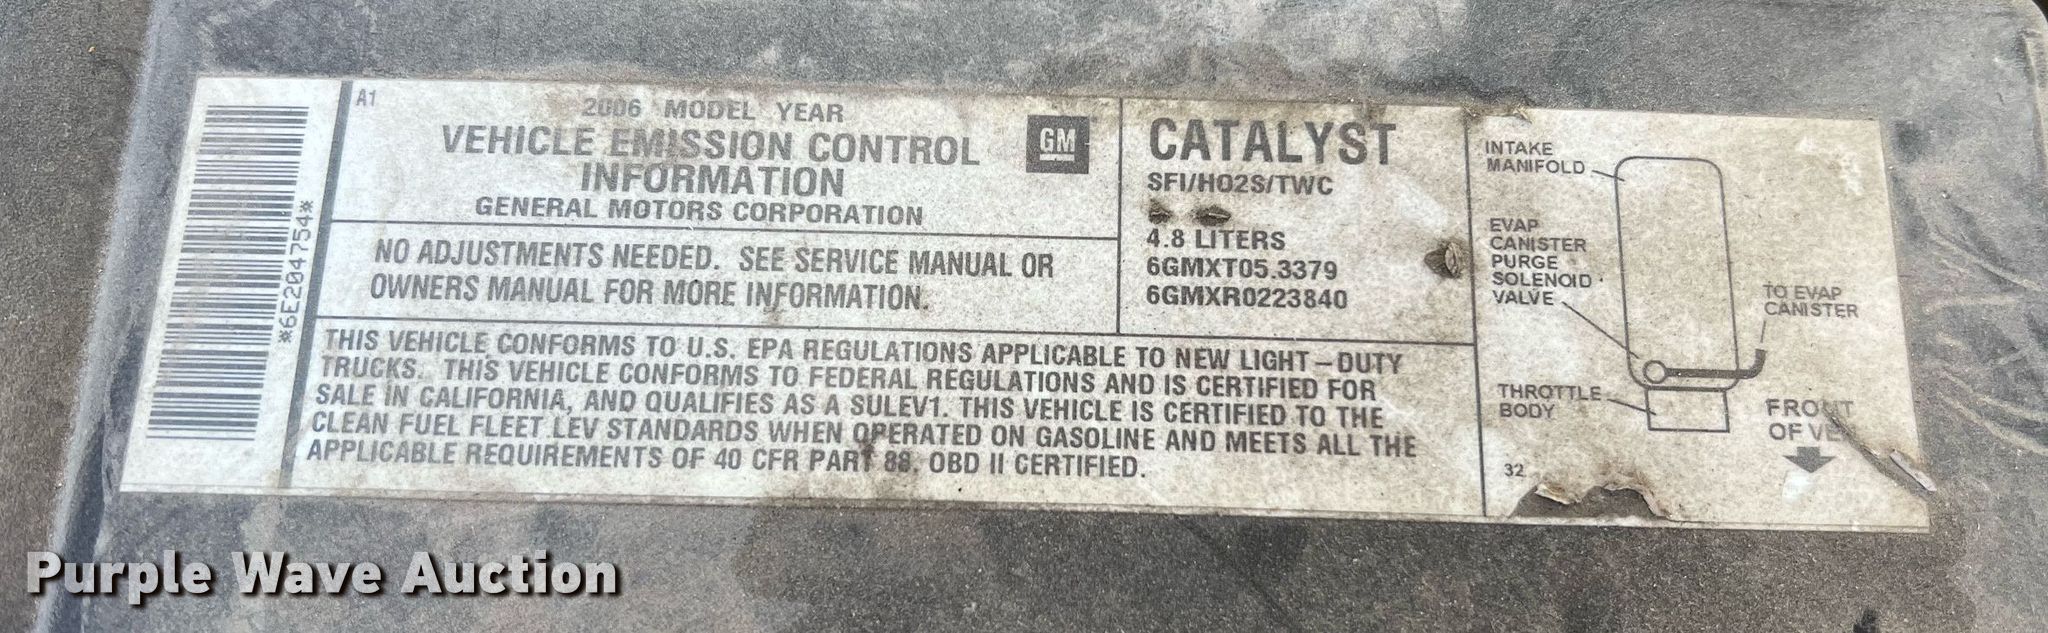 A1
2006 MODEL YEAR
VEHICLE EMISSION CONTROL
INFORMATION
GENERAL MOTORS CORPORATION
GM
NO ADJUSTMENTS NEEDED. SEE SERVICE MANUAL OR
OWNERS MANUAL FOR MORE INFORMATION.
CATALYST
SFI/HO2S/TWC
4.8 LITERS
6GMXT05.3379
6GMXR0223840
THIS VEHICLE CONFORMS TO U.S. EPA REGULATIONS APPLICABLE TO NEW LIGHT-DUTY
TRUCKS. THIS VEHICLE CONFORMS TO FEDERAL REGULATIONS AND IS CERTIFIED FOR
SALE IN CALIFORNIA, AND QUALIFIES AS A SULEV1. THIS VEHICLE IS CERTIFIED TO THE
CLEAN FUEL FLEET LEV STANDARDS WHEN OPERATED ON GASOLINE AND MEETS ALL THE
APPLICABLE REQUIREMENTS OF 40 CFR PART 88. OBD II CERTIFIED.
*6E204754*
INTAKE
MANIFOLD
EVAP
CANISTER
PURGE
SOLENOID
VALVE
TO EVAP
CANISTER
THROTTLE
BODY
FRONT
OF VE
32
Purple Wave Auction